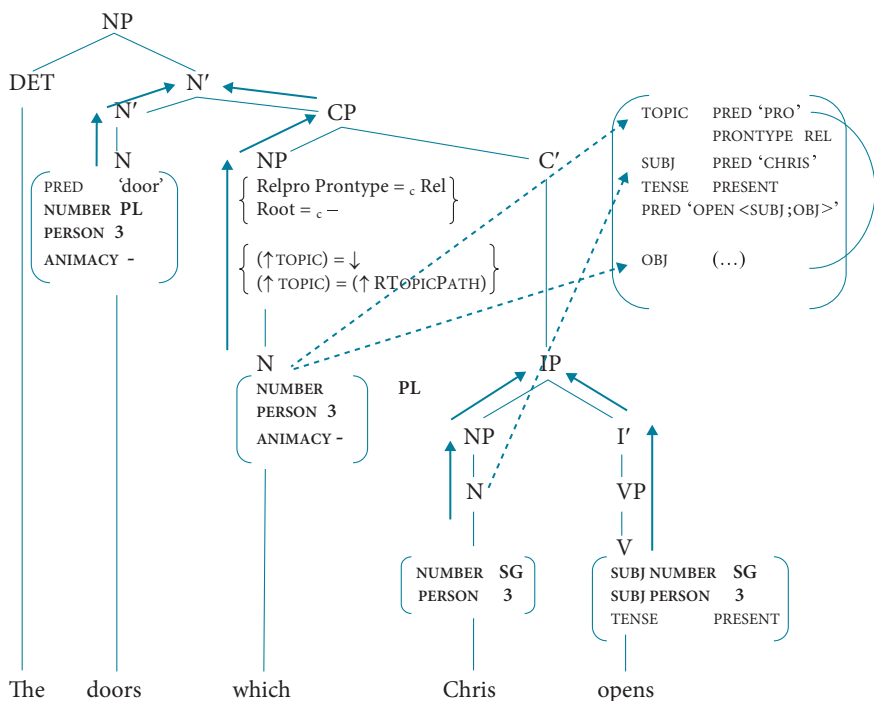 NP
DET N′
N′ CP
N NP C′
PRED ‘door’
NUMBER PL
PERSON 3
ANIMACY -
{ Relpro Prontype = c Rel
Root = c – }
{ (↑ TOPIC) = ↓
(↑ TOPIC) = (↑ RTOPICPATH) }
TOPIC PRED ‘PRO’
PRONTYPE REL
SUBJ PRED ‘CHRIS’
TENSE PRESENT
PRED ‘OPEN <SUBJ;OBJ>’
OBJ (…)
N IP
NUMBER PL
PERSON 3
ANIMACY -
NP I′
N VP
V
NUMBER SG
PERSON 3
SUBJ NUMBER SG
SUBJ PERSON 3
TENSE PRESENT
The doors which Chris opens